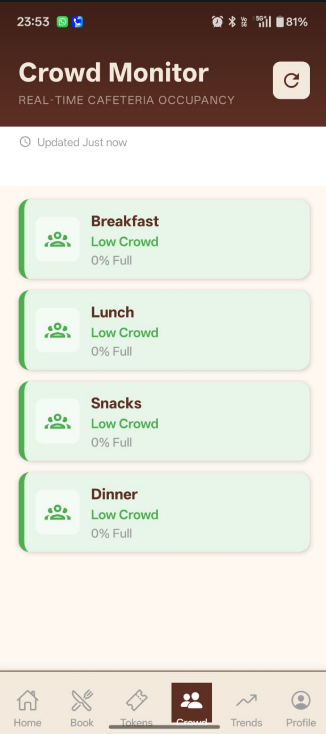 23:53 5G+ 81%
Crowd Monitor
REAL-TIME CAFETERIA OCCUPANCY
Updated Just now
Breakfast
Low Crowd
0% Full
Lunch
Low Crowd
0% Full
Snacks
Low Crowd
0% Full
Dinner
Low Crowd
0% Full
Home Book Tokens Crowd Trends Profile